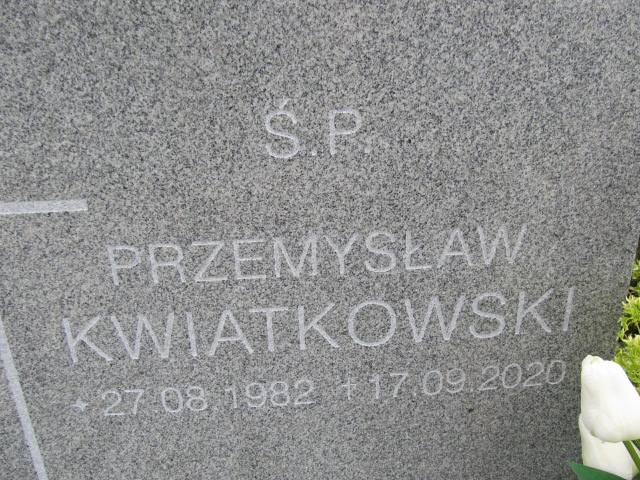 Ś.P.
PRZEMYSŁAW
KWIATKOWSKI
27.08.1982 +17.09.2020